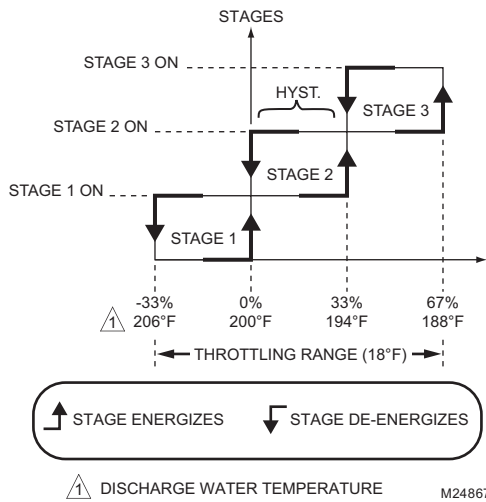 STAGES
STAGE 3 ON
HYST.
STAGE 3
STAGE 2 ON
STAGE 2
STAGE 1 ON
STAGE 1
-33% 0% 33% 67%
1 206°F 200°F 194°F 188°F
THROTTLING RANGE (18°F)
STAGE ENERGIZES STAGE DE-ENERGIZES
1 DISCHARGE WATER TEMPERATURE M24867